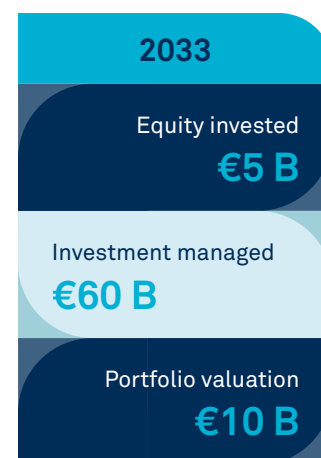 2033
Equity invested
€5 B
Investment managed
€60 B
Portfolio valuation
€10 B